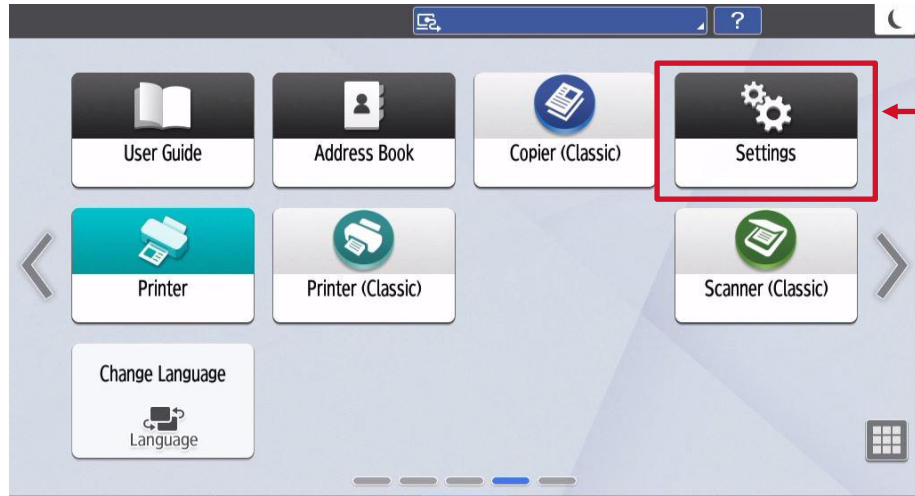 ?
User Guide
Address Book
Copier (Classic)
Settings
Printer
Printer (Classic)
Scanner (Classic)
Change Language
Language